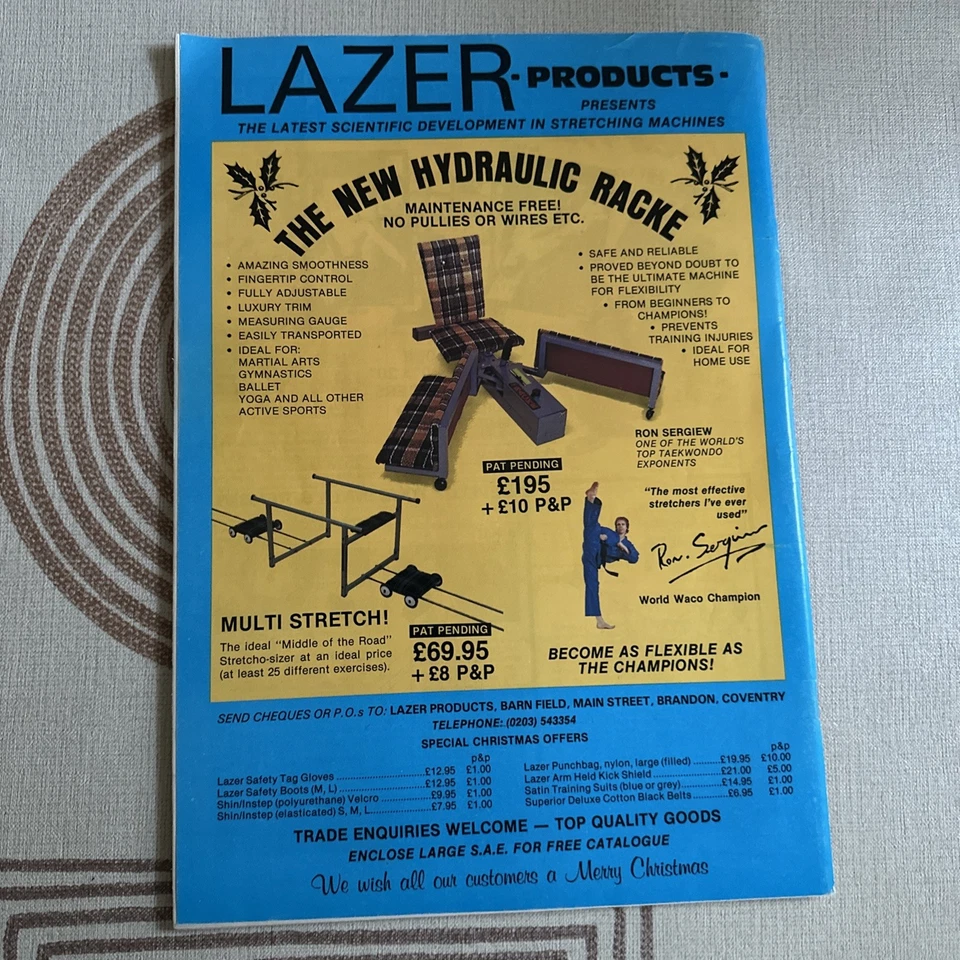 LAZER
- PRODUCTS -
PRESENTS
THE LATEST SCIENTIFIC DEVELOPMENT IN STRETCHING MACHINES
THE NEW HYDRAULIC RACKE
MAINTENANCE FREE!
NO PULLIES OR WIRES ETC.
• AMAZING SMOOTHNESS
• FINGERTIP CONTROL
• FULLY ADJUSTABLE
• LUXURY TRIM
• MEASURING GAUGE
• EASILY TRANSPORTED
• IDEAL FOR:
MARTIAL ARTS
GYMNASTICS
BALLET
YOGA AND ALL OTHER
ACTIVE SPORTS
• SAFE AND RELIABLE
• PROVED BEYOND DOUBT TO
BE THE ULTIMATE MACHINE
FOR FLEXIBILITY
• FROM BEGINNERS TO
CHAMPIONS!
• PREVENTS
TRAINING INJURIES
• IDEAL FOR
HOME USE
PAT PENDING
£195
+ £10 P&P
RON SERGIEW
ONE OF THE WORLD'S
TOP TAEKWONDO
EXPONENTS
"The most effective
stretchers I've ever
used"
Ron. Sergiew
World Waco Champion
MULTI STRETCH!
The ideal "Middle of the Road"
Stretcho-sizer at an ideal price
(at least 25 different exercises).
PAT PENDING
£69.95
+ £8 P&P
BECOME AS FLEXIBLE AS
THE CHAMPIONS!
SEND CHEQUES OR P.O.s TO: LAZER PRODUCTS, BARN FIELD, MAIN STREET, BRANDON, COVENTRY
TELEPHONE: (0203) 543354
SPECIAL CHRISTMAS OFFERS
p&p
Lazer Safety Tag Gloves ........ £12.95 £1.00
Lazer Safety Boots (M, L) ........ £12.95 £1.00
Shin/Instep (polyurethane) Velcro ........ £9.95 £1.00
Shin/Instep (elasticated) S, M, L ........ £7.95 £1.00
p&p
Lazer Punchbag, nylon, large (filled) ........ £19.95 £10.00
Lazer Arm Held Kick Shield ........ £21.00 £5.00
Satin Training Suits (blue or grey) ........ £14.95 £1.00
Superior Deluxe Cotton Black Belts ........ £6.95 £1.00
TRADE ENQUIRIES WELCOME — TOP QUALITY GOODS
ENCLOSE LARGE S.A.E. FOR FREE CATALOGUE
We wish all our customers a Merry Christmas